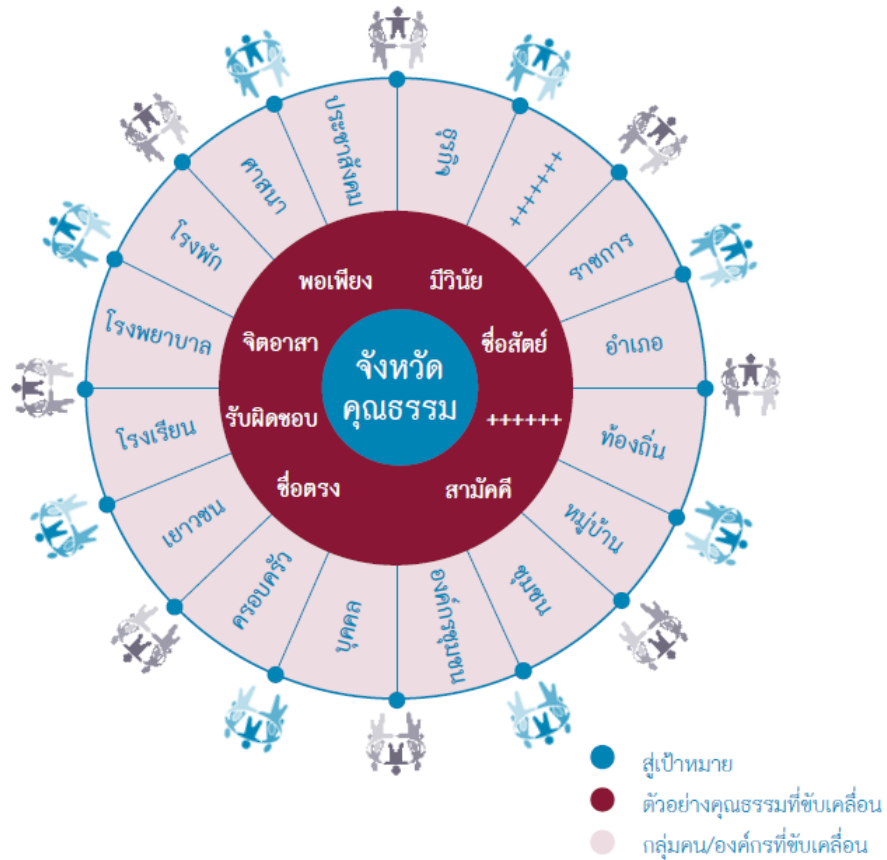 ประชาสังคม
ธุรกิจ
+++++++
ราชการ
อำเภอ
ท้องถิ่น
หมู่บ้าน
ชุมชน
องค์กรชุมชน
บุคคล
ครอบครัว
เยาวชน
โรงเรียน
โรงพยาบาล
โรงพัก
ศาสนา
พอเพียง
มีวินัย
จิตอาสา
ซื่อสัตย์
รับผิดชอบ
++++++
ซื่อตรง
สามัคคี
จังหวัด
คุณธรรม
สู่เป้าหมาย
ตัวอย่างคุณธรรมที่ขับเคลื่อน
กลุ่มคน/องค์กรที่ขับเคลื่อน